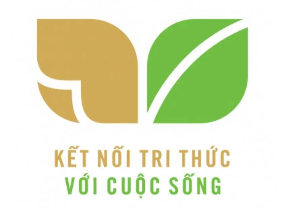 KẾT NỐI TRI THỨC
VỚI CUỘC SỐNG